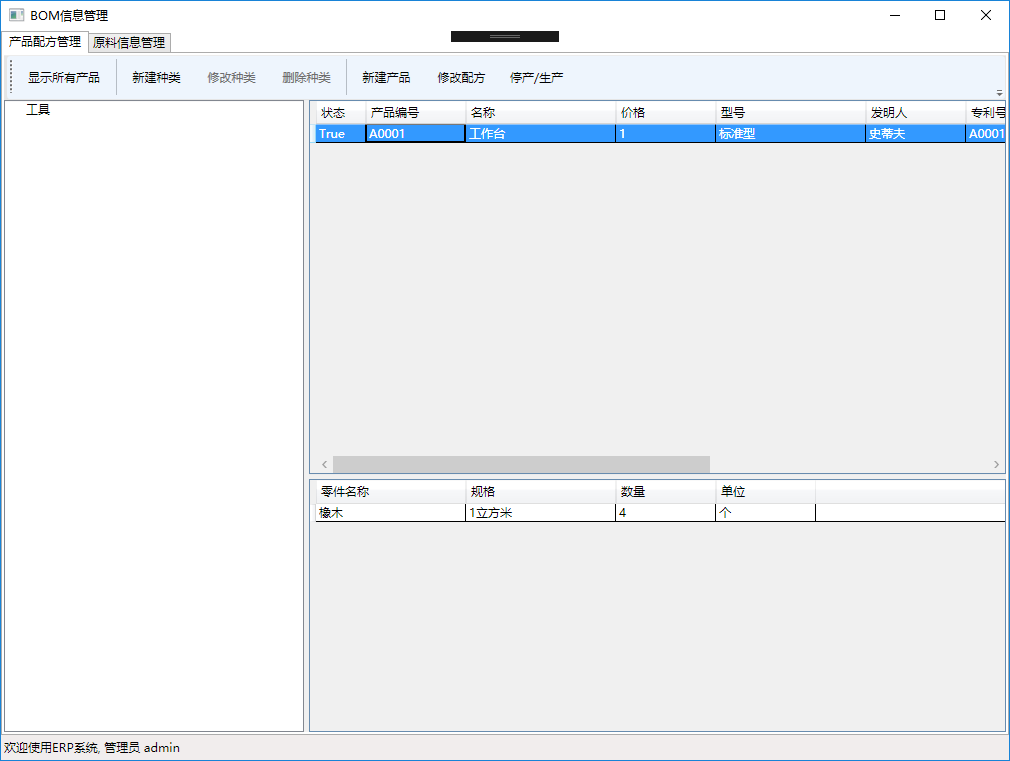 BOM信息管理
产品配方管理 原料信息管理
显示所有产品 新建种类 修改种类 删除种类 新建产品 修改配方 停产/生产
工具
状态 产品编号 名称 价格 型号 发明人 专利号
True A0001 工作台 1 标准型 史蒂夫 A0001
零件名称 规格 数量 单位
橡木 1立方米 4 个
欢迎使用ERP系统, 管理员 admin